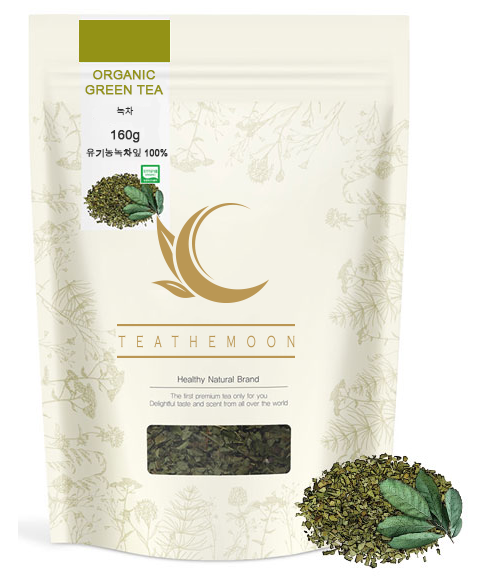 ORGANIC
GREEN TEA
녹차
160g
유기농녹차잎 100%
TEATHEMOON
Healthy Natural Brand
The first premium tea only for you
Delightful taste and scent from all over the world